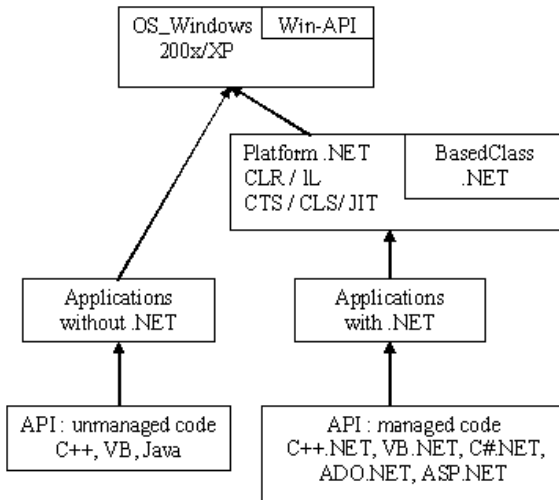 OS_Windows
200x/XP
Win-API
Platform .NET
CLR / IL
CTS / CLS/ JIT
BasedClass
.NET
Applications
without .NET
Applications
with .NET
API : unmanaged code
C++, VB, Java
API : managed code
C++.NET, VB.NET, C#.NET,
ADO.NET, ASP.NET